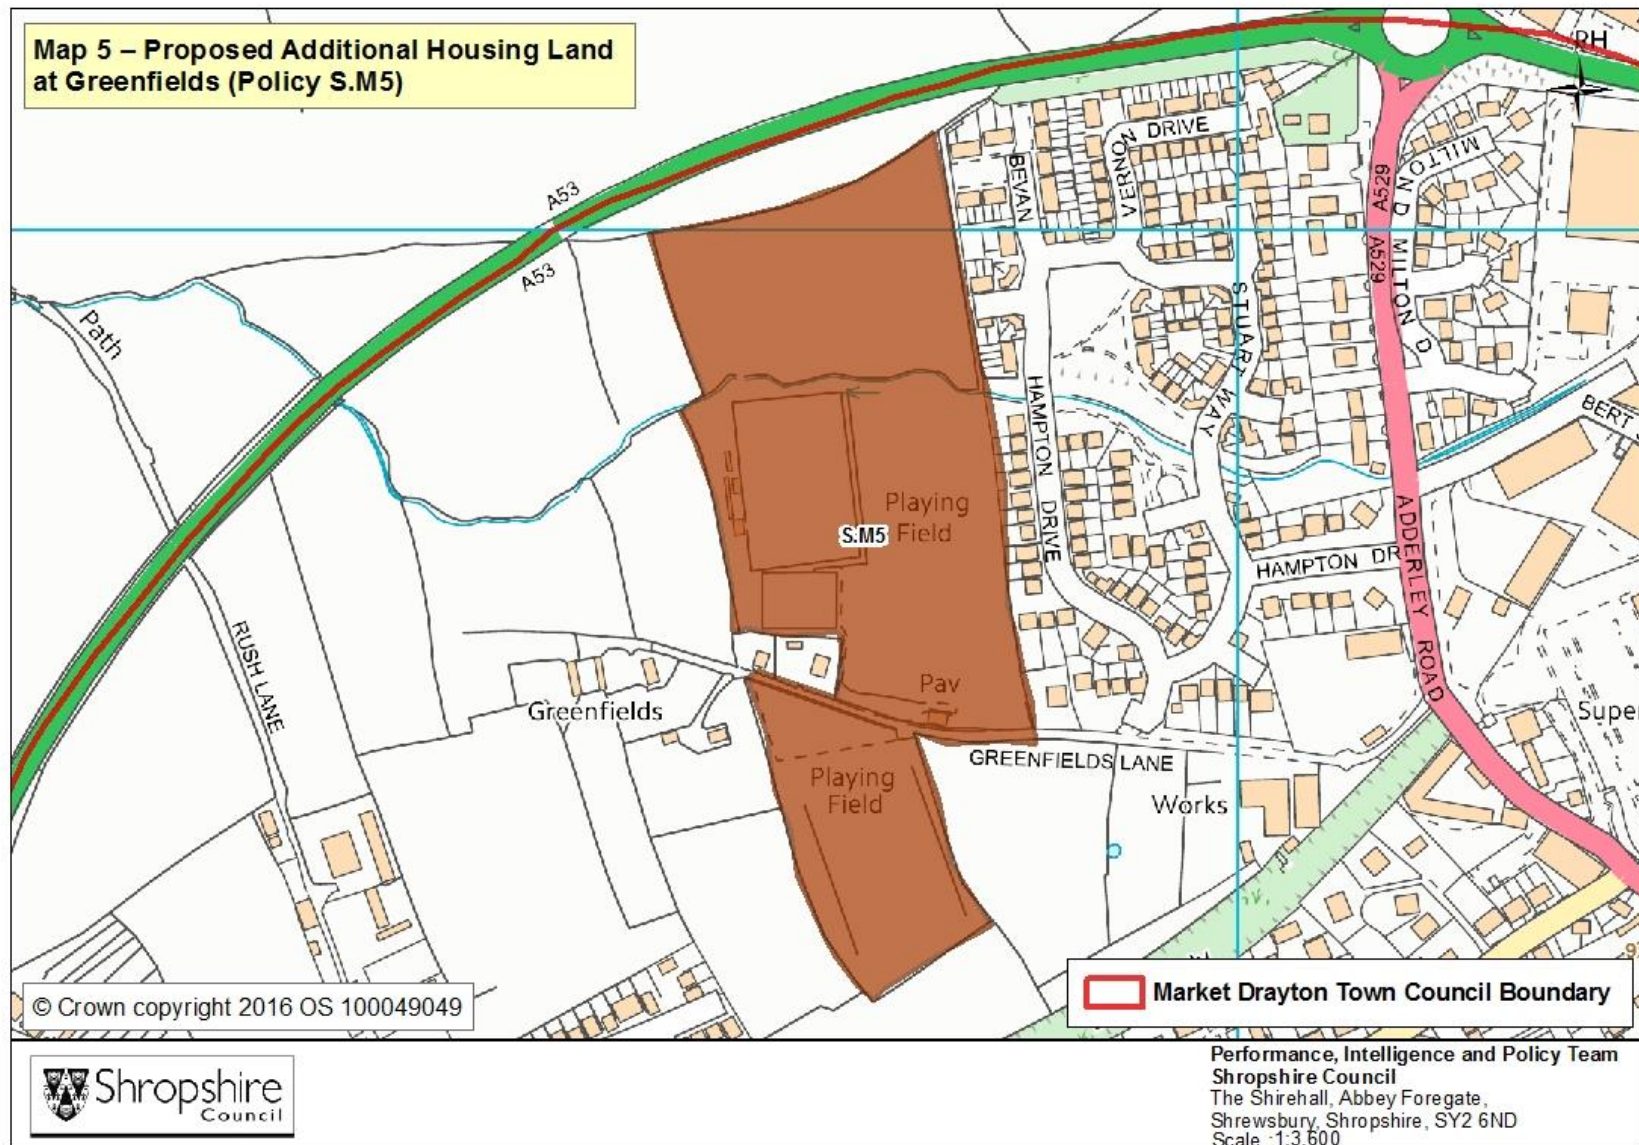 Map 5 – Proposed Additional Housing Land
at Greenfields (Policy S.M5)
RH
A53
A53
VERNON DRIVE
BEVAN
MILTON D
A529
A529
MILTON D
STUART WAY
Path
HAMPTON DRIVE
BERT
Playing
Field
S.M5
HAMPTON DR
ADDERLEY ROAD
RUSH LANE
Pav
Greenfields
Super
GREENFIELDS LANE
Playing
Field
Works
Market Drayton Town Council Boundary
© Crown copyright 2016 OS 100049049
Shropshire
Council
Performance, Intelligence and Policy Team
Shropshire Council
The Shirehall, Abbey Foregate,
Shrewsbury, Shropshire, SY2 6ND
Scale :1:3,600